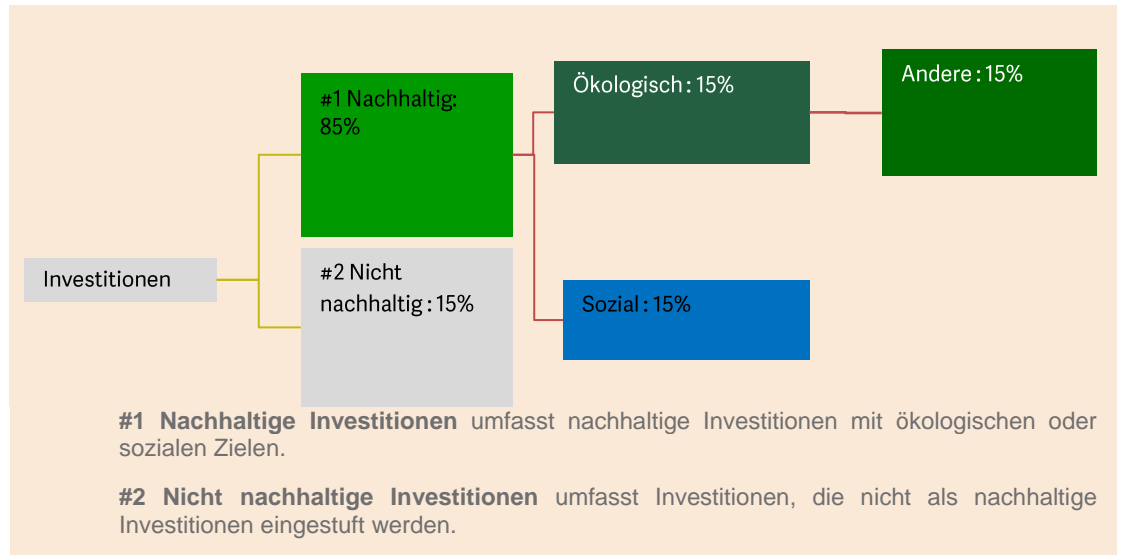 #1 Nachhaltig:
85%
Ökologisch : 15%
Andere : 15%
Investitionen
#2 Nicht
nachhaltig : 15%
Sozial : 15%
#1 Nachhaltige Investitionen umfasst nachhaltige Investitionen mit ökologischen oder
sozialen Zielen.
#2 Nicht nachhaltige Investitionen umfasst Investitionen, die nicht als nachhaltige
Investitionen eingestuft werden.